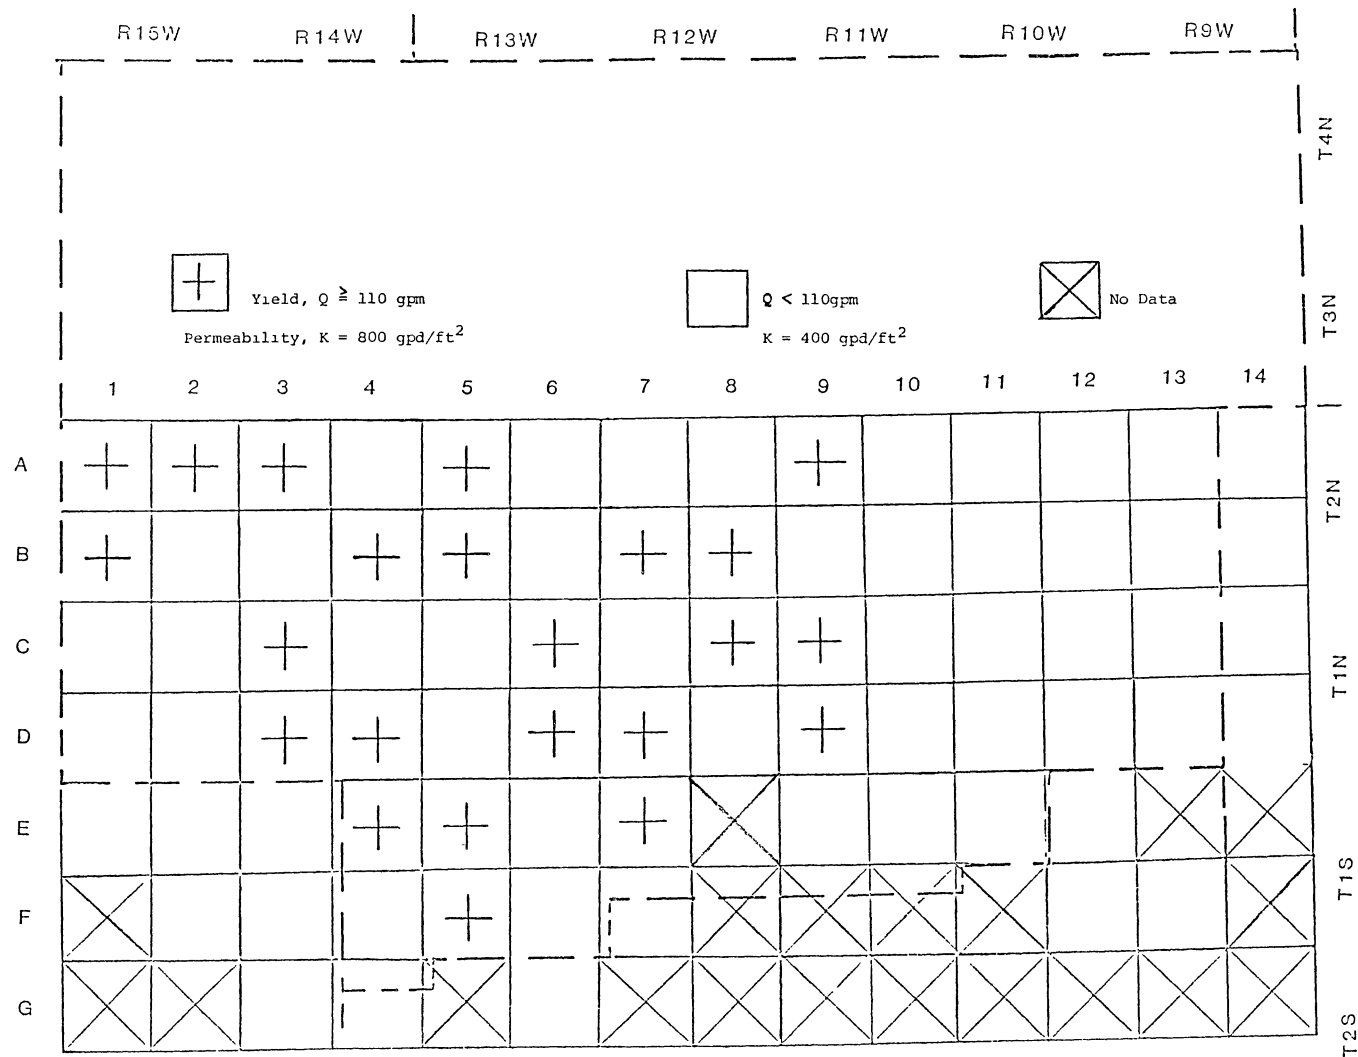 R15W R14W R13W R12W R11W R10W R9W
T4N
Yield, Q ≧ 110 gpm
Permeability, K = 800 gpd/ft²
Q < 110gpm
K = 400 gpd/ft²
No Data
T3N
1 2 3 4 5 6 7 8 9 10 11 12 13 14
A
T2N
B
C
T1N
D
E
T1S
F
G
T2S